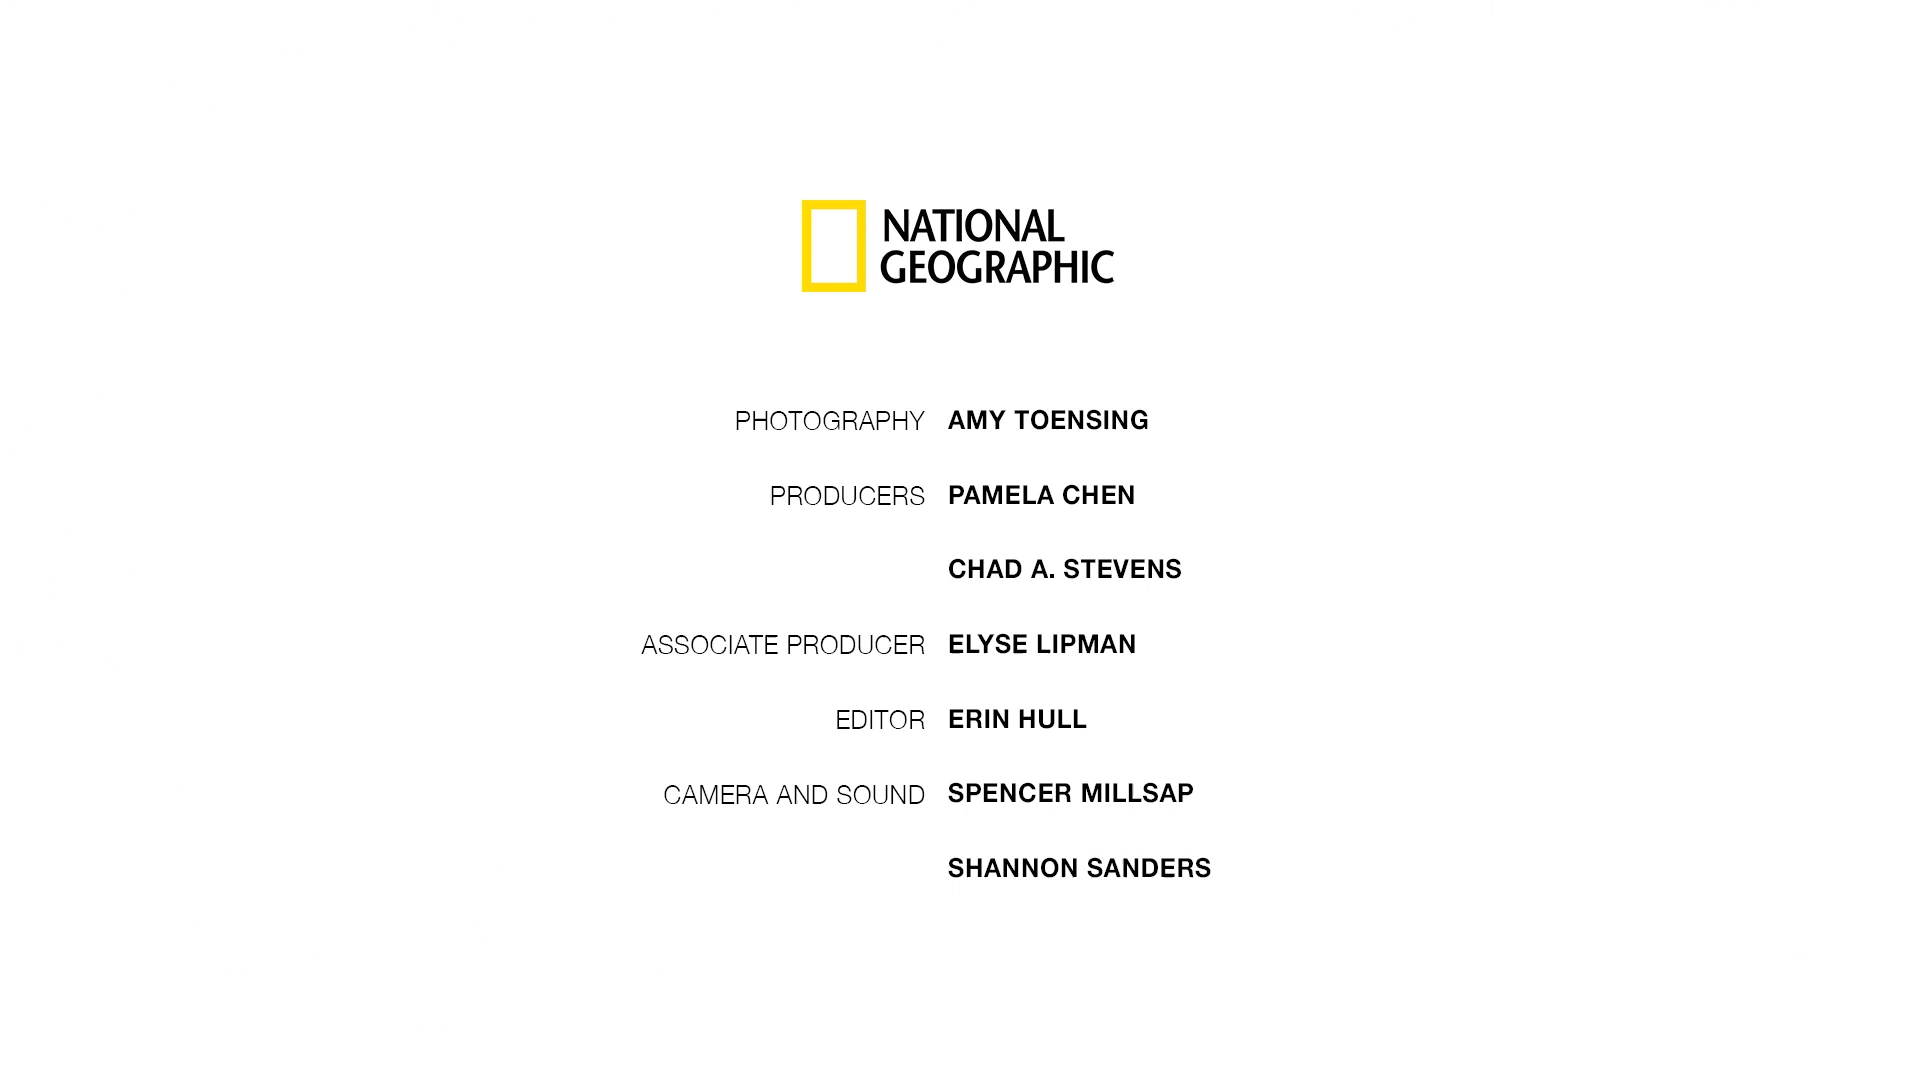 NATIONAL
GEOGRAPHIC
PHOTOGRAPHY AMY TOENSING
PRODUCERS PAMELA CHEN
CHAD A. STEVENS
ASSOCIATE PRODUCER ELYSE LIPMAN
EDITOR ERIN HULL
CAMERA AND SOUND SPENCER MILLSAP
SHANNON SANDERS